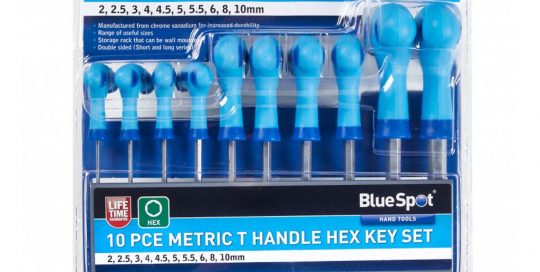 2, 2.5, 3, 4, 4.5, 5, 5.5, 6, 8, 10mm
- Manufactured from chrome vanadium for increased durability
- Range of useful sizes
- Storage rack that can be wall mounted
- Double sided (Short and long series)
LIFE
TIME
GUARANTEE
HEX
BlueSpot
HAND TOOLS
10 PCE METRIC T HANDLE HEX KEY SET
2, 2.5, 3, 4, 4.5, 5, 5.5, 6, 8, 10mm